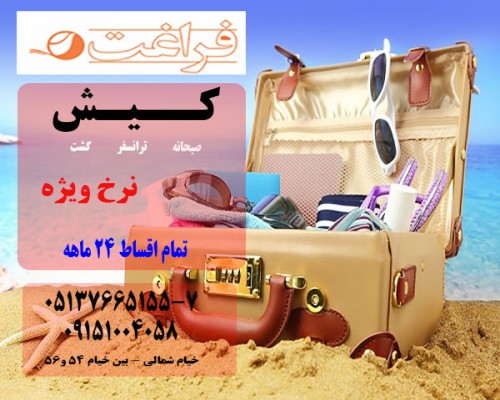 فراغت
کـیـش
صبحانه ترانسفر گشت
نرخ ویژه
تمام اقساط ۲۴ ماهه
۰۵۱۳۷۶۶۵۱۵۵-۷
۰۹۱۵۱۰۰۴۰۵۸
خیام شمالی - بین خیام ۵۴ و ۵۶